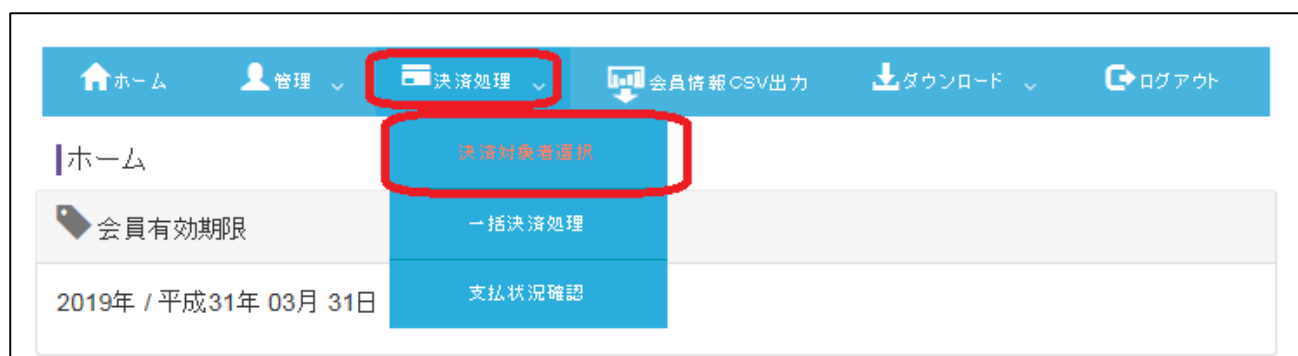 ホーム 管理 決済処理 会員情報CSV出力 ダウンロード ログアウト
ホーム
決済対象者選択
会員有効期限
一括決済処理
2019年 / 平成31年 03月 31日
支払状況確認